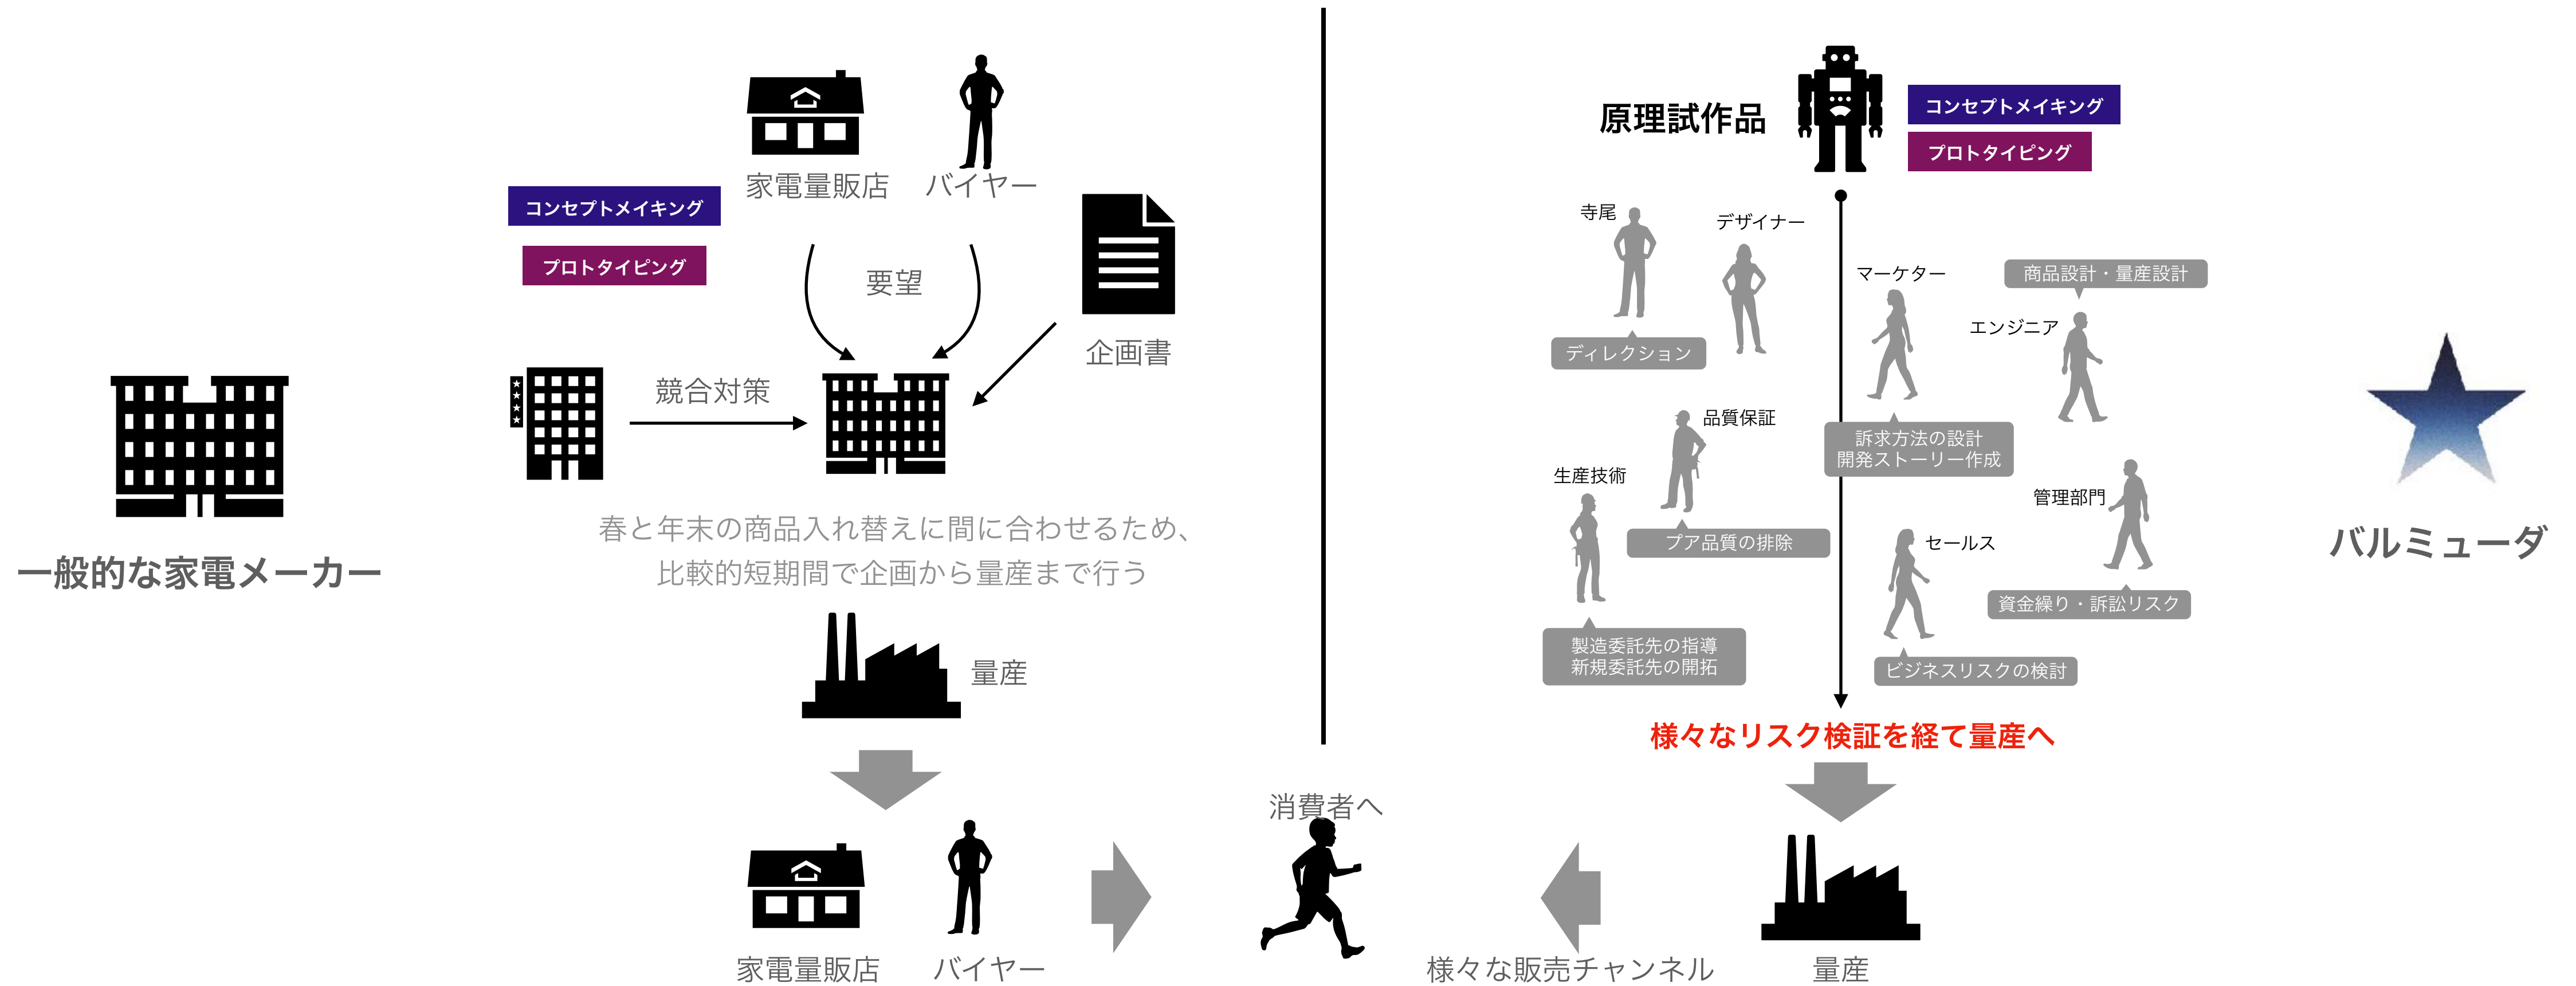 一般的な家電メーカー
コンセプトメイキング
プロトタイピング
家電量販店
バイヤー
要望
企画書
競合対策
春と年末の商品入れ替えに間に合わせるため、
比較的短期間で企画から量産まで行う
量産
家電量販店
バイヤー
消費者へ
原理試作品
コンセプトメイキング
プロトタイピング
寺尾
ディレクション
デザイナー
マーケター
訴求方法の設計
開発ストーリー作成
商品設計・量産設計
エンジニア
品質保証
プア品質の排除
生産技術
製造委託先の指導
新規委託先の開拓
管理部門
資金繰り・訴訟リスク
セールス
ビジネスリスクの検討
様々なリスク検証を経て量産へ
量産
様々な販売チャンネル
バルミューダ